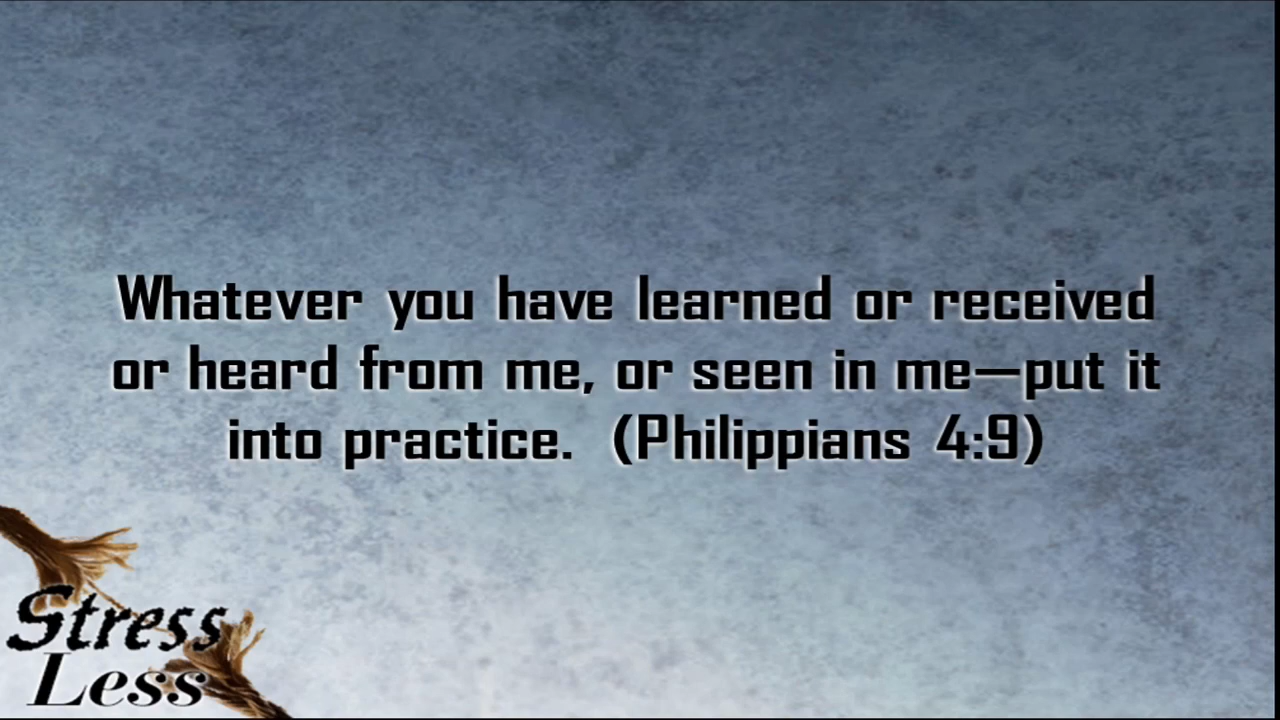 Whatever you have learned or received
or heard from me, or seen in me—put it
into practice.  (Philippians 4:9)
Stress
Less